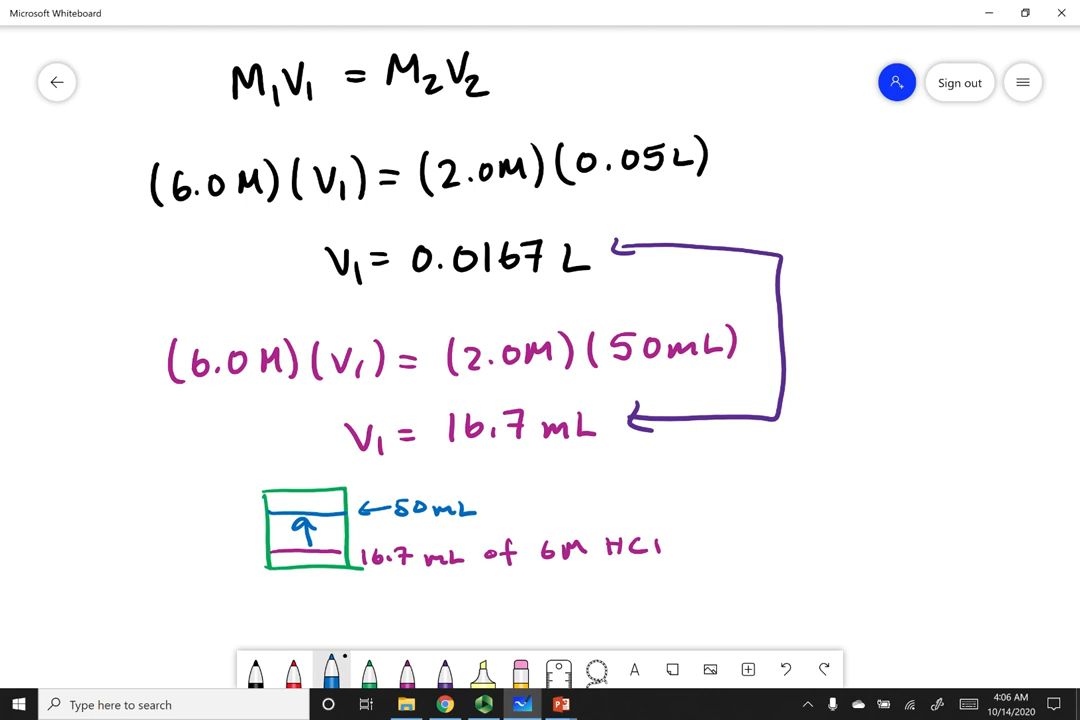 Microsoft Whiteboard
Sign out
M₁V₁ = M₂V₂
(6.0M)(V₁) = (2.0M)(0.05L)
V₁ = 0.0167 L
(6.0M)(V₁) = (2.0M)(50mL)
V₁ = 16.7 mL
←50mL
16.7 mL of 6M HCl
A
Type here to search
4:06 AM
10/14/2020